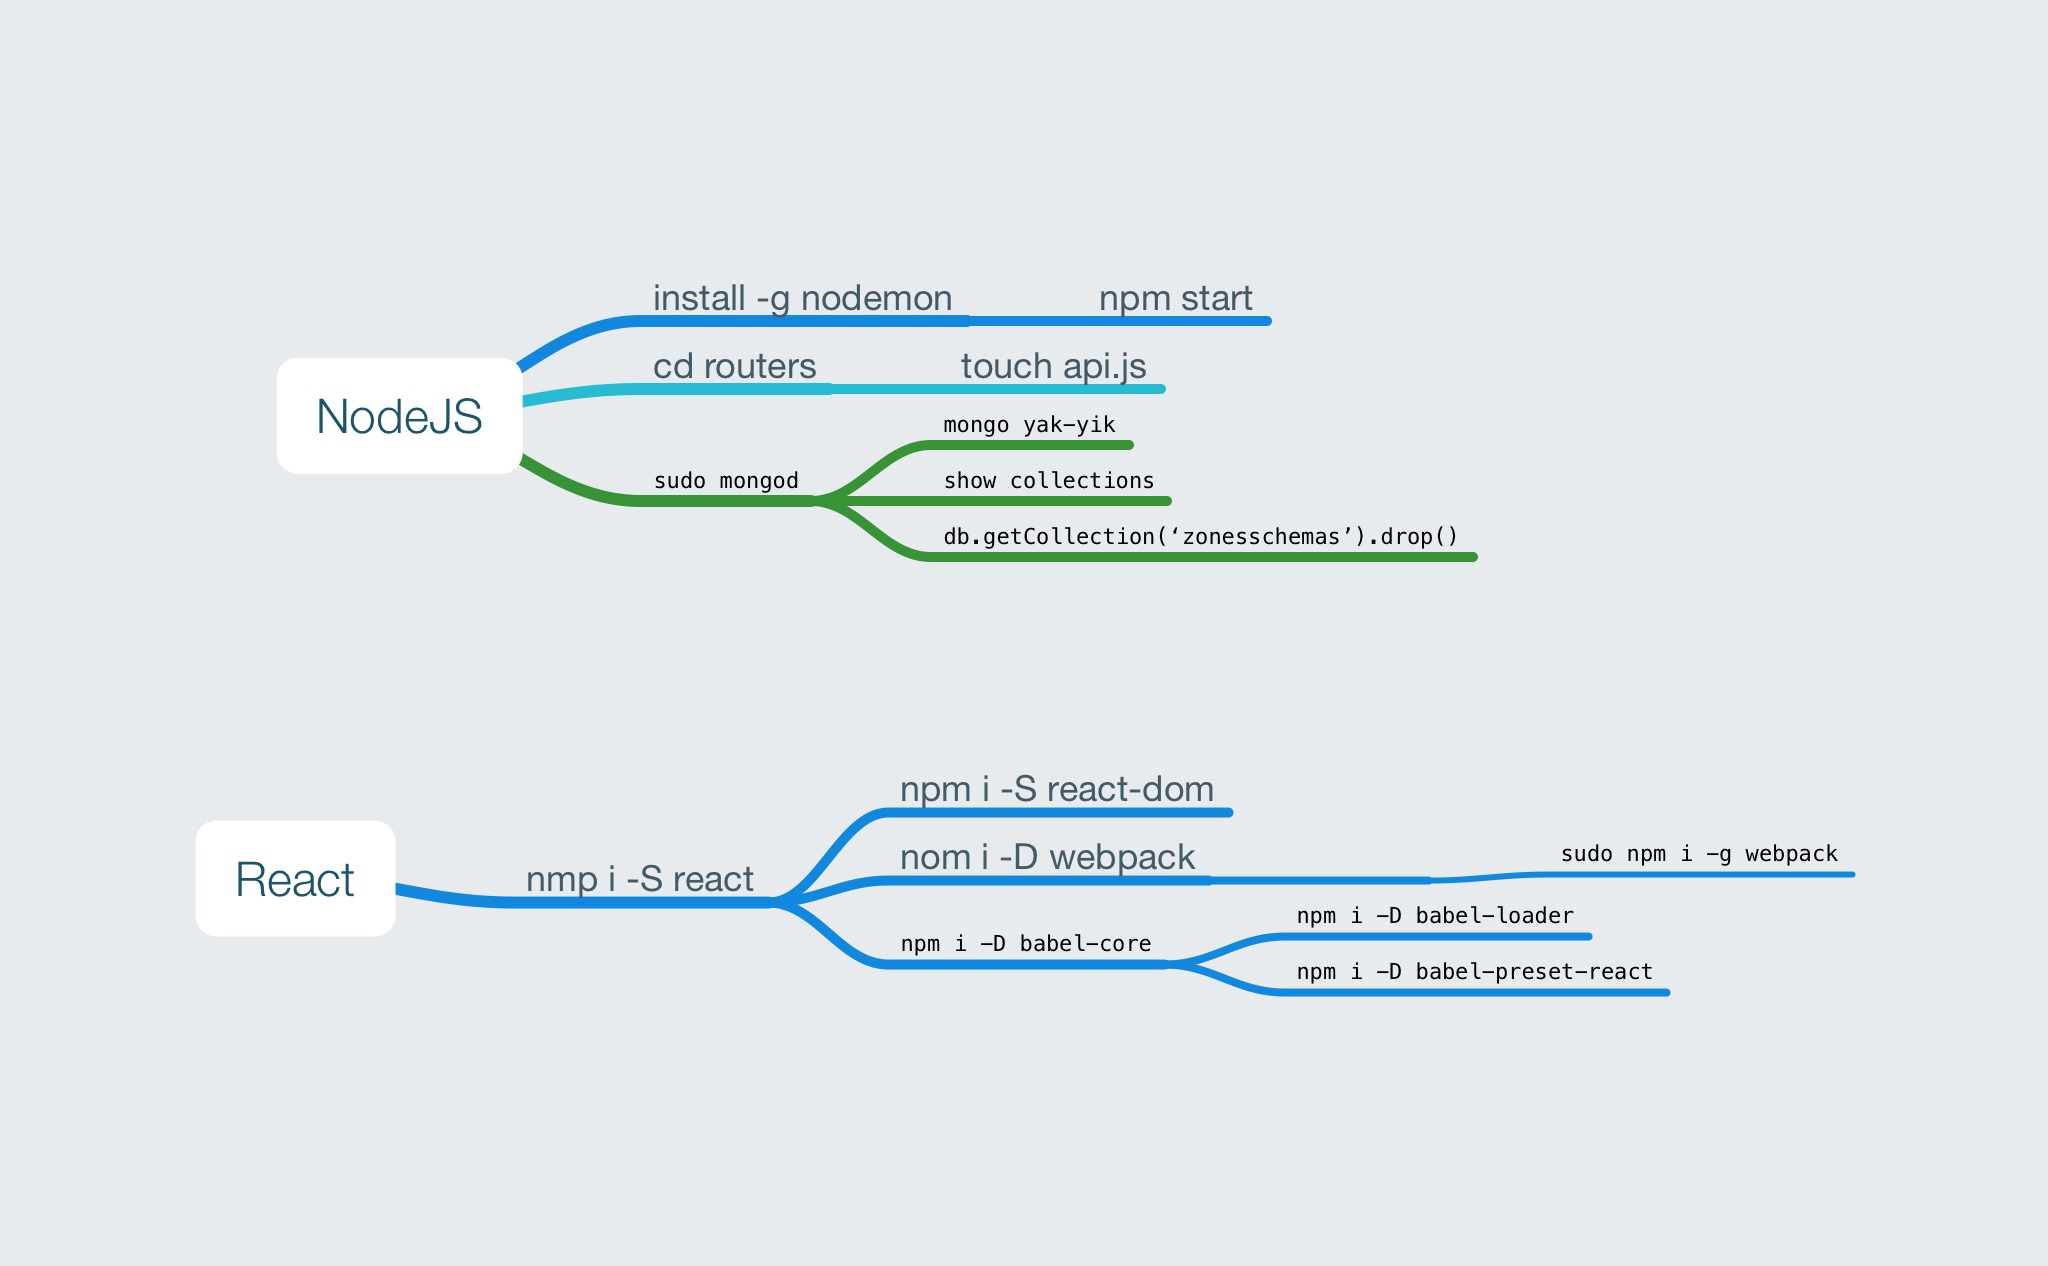 NodeJS
install -g nodemon
npm start
cd routers
touch api.js
sudo mongod
mongo yak-yik
show collections
db.getCollection(‘zonesschemas’).drop()
React
nmp i -S react
npm i -S react-dom
nom i -D webpack
sudo npm i -g webpack
npm i -D babel-core
npm i -D babel-loader
npm i -D babel-preset-react